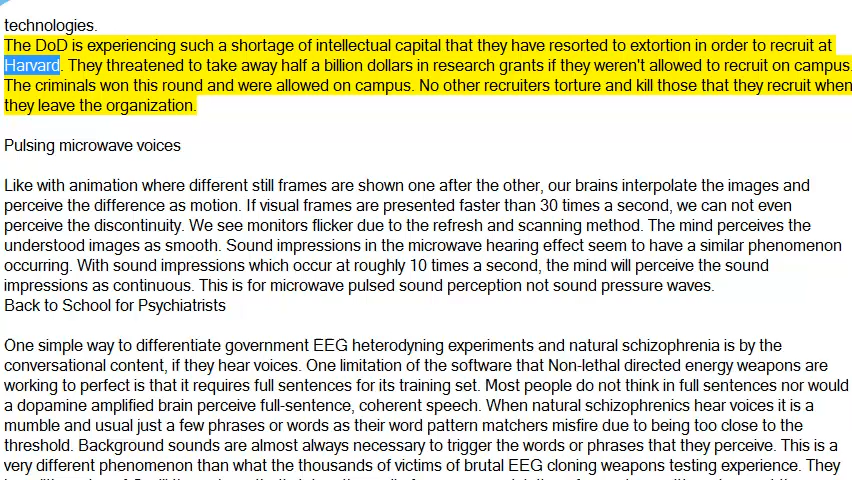 technologies.
The DoD is experiencing such a shortage of intellectual capital that they have resorted to extortion in order to recruit at
Harvard. They threatened to take away half a billion dollars in research grants if they weren't allowed to recruit on campus.
The criminals won this round and were allowed on campus. No other recruiters torture and kill those that they recruit when
they leave the organization.
Pulsing microwave voices
Like with animation where different still frames are shown one after the other, our brains interpolate the images and
perceive the difference as motion. If visual frames are presented faster than 30 times a second, we can not even
perceive the discontinuity. We see monitors flicker due to the refresh and scanning method. The mind perceives the
understood images as smooth. Sound impressions in the microwave hearing effect seem to have a similar phenomenon
occurring. With sound impressions which occur at roughly 10 times a second, the mind will perceive the sound
impressions as continuous. This is for microwave pulsed sound perception not sound pressure waves.
Back to School for Psychiatrists
One simple way to differentiate government EEG heterodyning experiments and natural schizophrenia is by the
conversational content, if they hear voices. One limitation of the software that Non-lethal directed energy weapons are
working to perfect is that it requires full sentences for its training set. Most people do not think in full sentences nor would
a dopamine amplified brain perceive full-sentence, coherent speech. When natural schizophrenics hear voices it is a
mumble and usual just a few phrases or words as their word pattern matchers misfire due to being too close to the
threshold. Background sounds are almost always necessary to trigger the words or phrases that they perceive. This is a
very different phenomenon than what the thousands of victims of brutal EEG cloning weapons testing experience. They